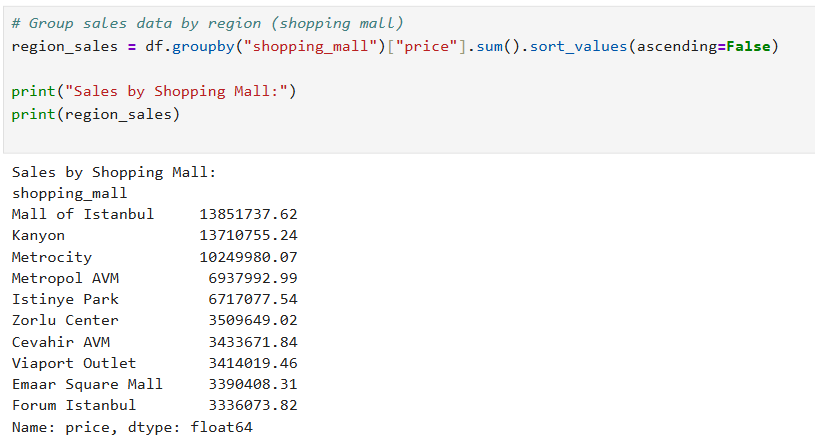 # Group sales data by region (shopping mall)
region_sales = df.groupby("shopping_mall")["price"].sum().sort_values(ascending=False)
print("Sales by Shopping Mall:")
print(region_sales)
Sales by Shopping Mall:
shopping_mall
Mall of Istanbul     13851737.62
Kanyon               13710755.24
Metrocity            10249980.07
Metropol AVM          6937992.99
Istinye Park          6717077.54
Zorlu Center          3509649.02
Cevahir AVM           3433671.84
Viaport Outlet        3414019.46
Emaar Square Mall     3390408.31
Forum Istanbul        3336073.82
Name: price, dtype: float64